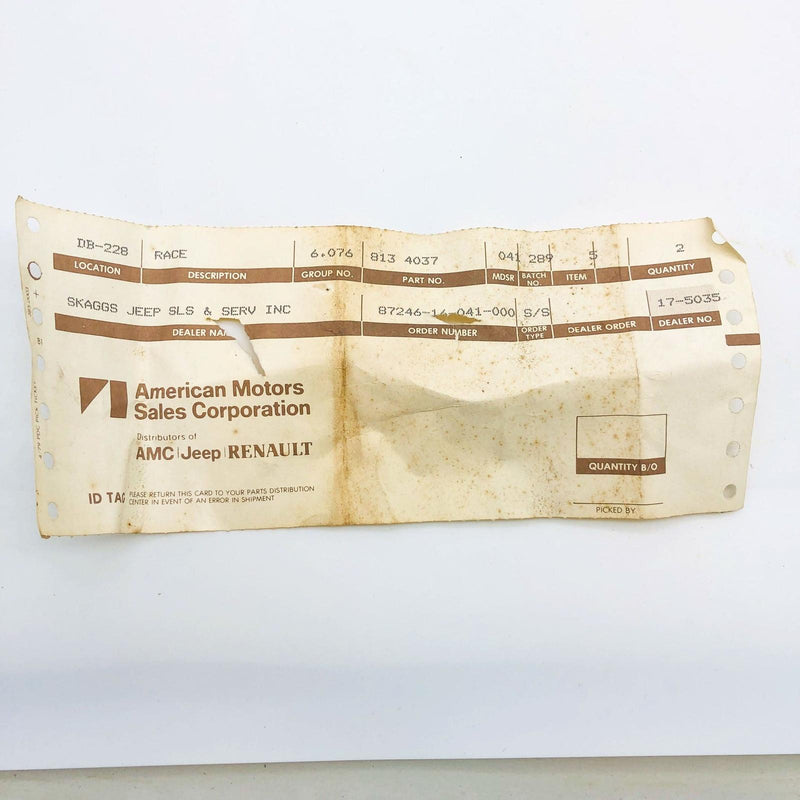 DB-228 RACE 6.076 813 4037 041 289 5 2
LOCATION DESCRIPTION GROUP NO. PART NO. MDSR BATCH NO. ITEM QUANTITY
SKAGGS JEEP SLS & SERV INC 87246-14-041-000 S/S 17-5035
DEALER ORDER NUMBER ORDER TYPE DEALER ORDER DEALER NO.
American Motors
Sales Corporation
Distributors of
AMC|Jeep|RENAULT
QUANTITY B/O
ID TAG PLEASE RETURN THIS CARD TO YOUR PARTS DISTRIBUTION
CENTER IN EVENT OF AN ERROR IN SHIPMENT
PICKED BY
PDC PICK TICKET